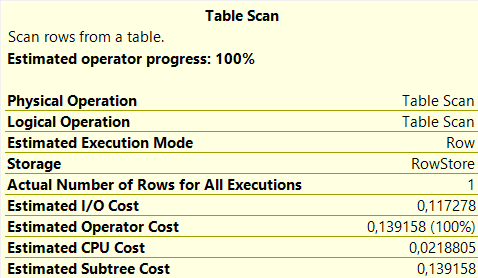 Table Scan
Scan rows from a table.
Estimated operator progress: 100%
Physical Operation Table Scan
Logical Operation Table Scan
Estimated Execution Mode Row
Storage RowStore
Actual Number of Rows for All Executions 1
Estimated I/O Cost 0,117278
Estimated Operator Cost 0,139158 (100%)
Estimated CPU Cost 0,0218805
Estimated Subtree Cost 0,139158